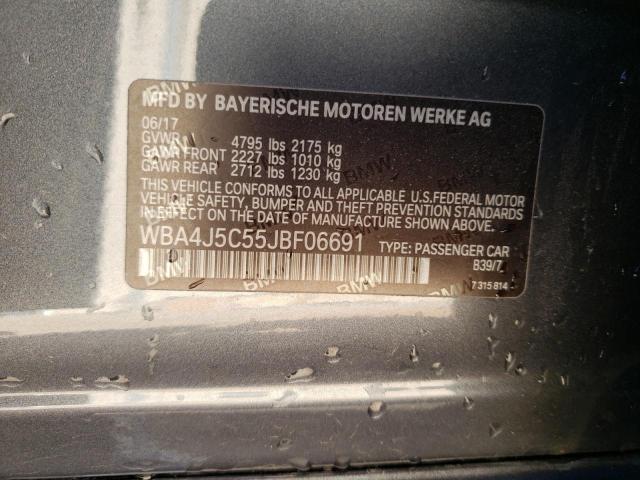 MFD BY BAYERISCHE MOTOREN WERKE AG
06/17
GVWR 4795 lbs 2175 kg
GAWR FRONT 2227 lbs 1010 kg
GAWR REAR 2712 lbs 1230 kg
THIS VEHICLE CONFORMS TO ALL APPLICABLE U.S.FEDERAL MOTOR
VEHICLE SAFETY, BUMPER AND THEFT PREVENTION STANDARDS
IN EFFECT ON THE DATE OF MANUFACTURE SHOWN ABOVE.
WBA4J5C55JBF06691 TYPE: PASSENGER CAR
B39/7
7 315 814